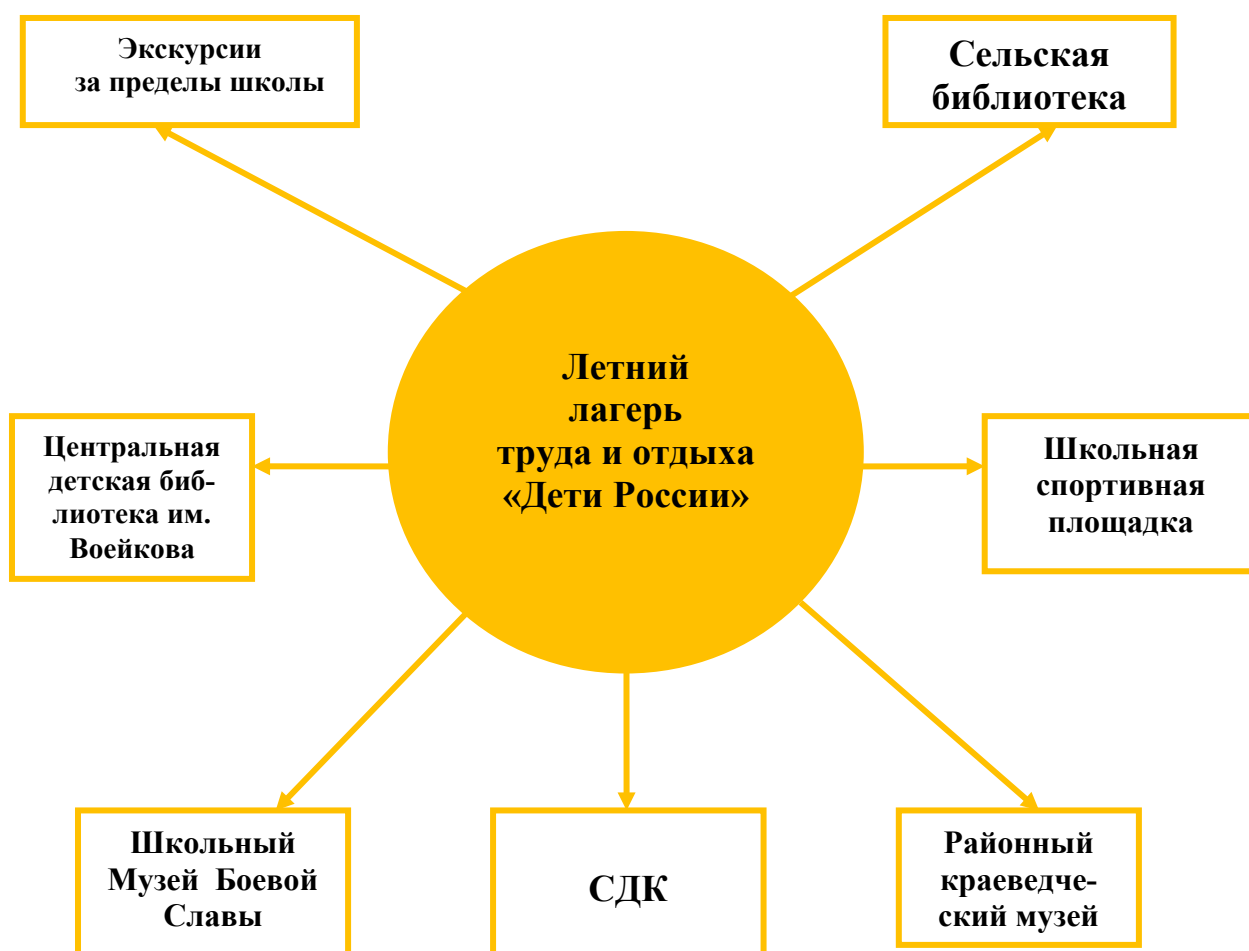 Экскурсии
за пределы школы
Сельская
библиотека
Летний
лагерь
труда и отдыха
«Дети России»
Центральная
детская биб-
лиотека им.
Воейкова
Школьная
спортивная
площадка
Школьный
Музей Боевой
Славы
СДК
Районный
краеведче-
ский музей